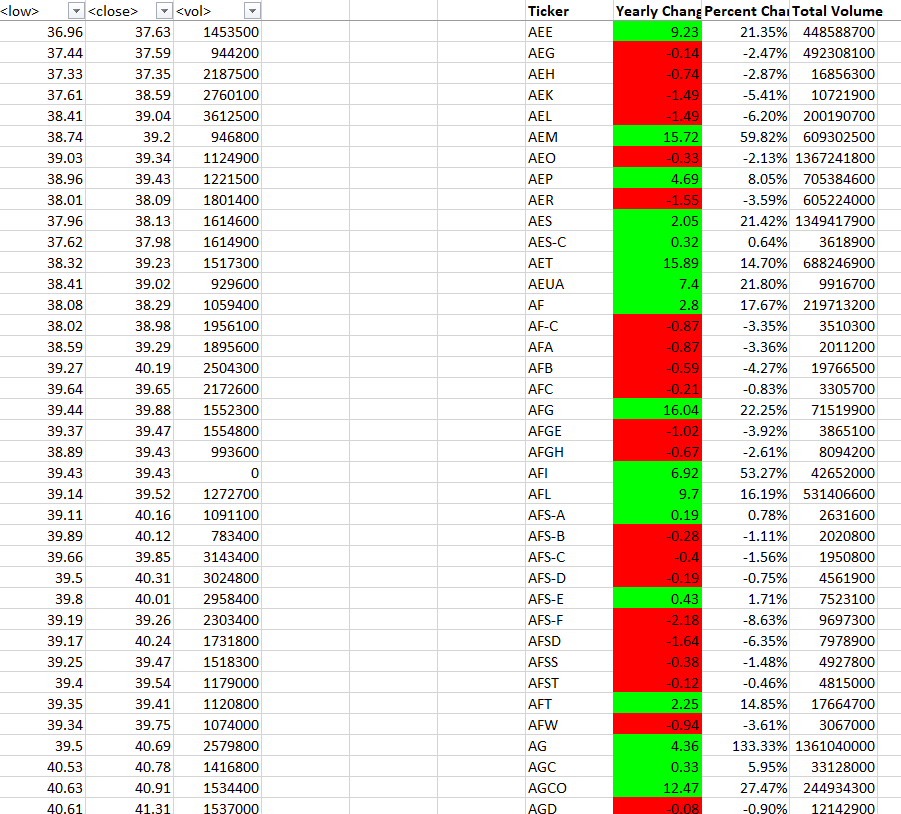 <low> <close> <vol> Ticker Yearly Chang Percent Chan Total Volume
36.96 37.63 1453500 AEE 9.23 21.35% 448588700
37.44 37.59 944200 AEG -0.14 -2.47% 492308100
37.33 37.35 2187500 AEH -0.74 -2.87% 16856300
37.61 38.59 2760100 AEK -1.49 -5.41% 10721900
38.41 39.04 3612500 AEL -1.49 -6.20% 200190700
38.74 39.2 946800 AEM 15.72 59.82% 609302500
39.03 39.34 1124900 AEO -0.33 -2.13% 1367241800
38.96 39.43 1221500 AEP 4.69 8.05% 705384600
38.01 38.09 1801400 AER -1.55 -3.59% 605224000
37.96 38.13 1614600 AES 2.05 21.42% 1349417900
37.62 37.98 1614900 AES-C 0.32 0.64% 3618900
38.32 39.23 1517300 AET 15.89 14.70% 688246900
38.41 39.02 929600 AEUA 7.4 21.80% 9916700
38.08 38.29 1059400 AF 2.8 17.67% 219713200
38.02 38.98 1956100 AF-C -0.87 -3.35% 3510300
38.59 39.29 1895600 AFA -0.87 -3.36% 2011200
39.27 40.19 2504300 AFB -0.59 -4.27% 19766500
39.64 39.65 2172600 AFC -0.21 -0.83% 3305700
39.44 39.88 1552300 AFG 16.04 22.25% 71519900
39.37 39.47 1554800 AFGE -1.02 -3.92% 3865100
38.89 39.43 993600 AFGH -0.67 -2.61% 8094200
39.43 39.43 0 AFI 6.92 53.27% 42652000
39.14 39.52 1272700 AFL 9.7 16.19% 531406600
39.11 40.16 1091100 AFS-A 0.19 0.78% 2631600
39.89 40.12 783400 AFS-B -0.28 -1.11% 2020800
39.66 39.85 3143400 AFS-C -0.4 -1.56% 1950800
39.5 40.31 3024800 AFS-D -0.19 -0.75% 4561900
39.8 40.01 2958400 AFS-E 0.43 1.71% 7523100
39.19 39.26 2303400 AFS-F -2.18 -8.63% 9697300
39.17 40.24 1731800 AFSD -1.64 -6.35% 7978900
39.25 39.47 1518300 AFSS -0.38 -1.48% 4927800
39.4 39.54 1179000 AFST -0.12 -0.46% 4815000
39.35 39.41 1120800 AFT 2.25 14.85% 17664700
39.34 39.75 1074000 AFW -0.94 -3.61% 3067000
39.5 40.69 2579800 AG 4.36 133.33% 1361040000
40.53 40.78 1416800 AGC 0.33 5.95% 33128000
40.63 40.91 1534400 AGCO 12.47 27.47% 244934300
40.61 41.31 1537000 AGD -0.08 -0.90% 12142900